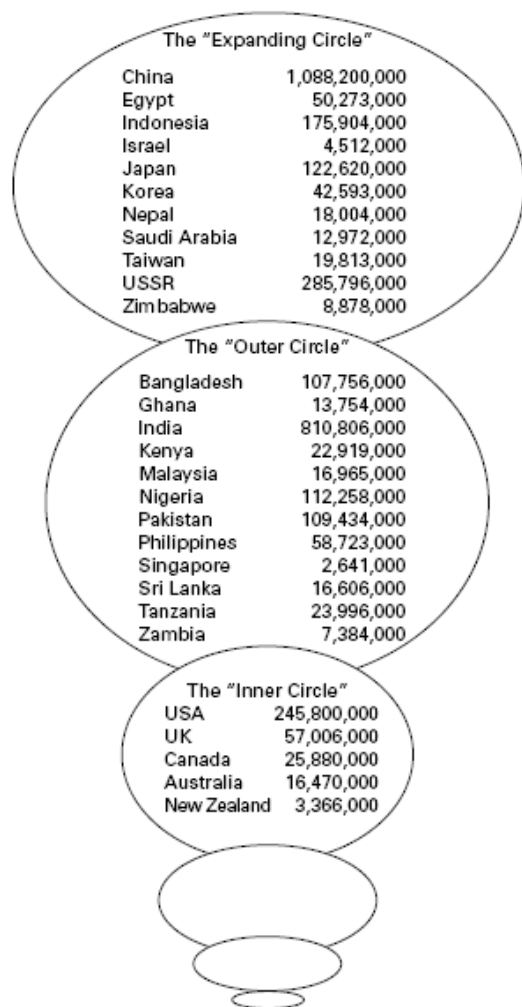 The "Expanding Circle"
China 1,088,200,000
Egypt 50,273,000
Indonesia 175,904,000
Israel 4,512,000
Japan 122,620,000
Korea 42,593,000
Nepal 18,004,000
Saudi Arabia 12,972,000
Taiwan 19,813,000
USSR 285,796,000
Zimbabwe 8,878,000
The "Outer Circle"
Bangladesh 107,756,000
Ghana 13,754,000
India 810,806,000
Kenya 22,919,000
Malaysia 16,965,000
Nigeria 112,258,000
Pakistan 109,434,000
Philippines 58,723,000
Singapore 2,641,000
Sri Lanka 16,606,000
Tanzania 23,996,000
Zambia 7,384,000
The "Inner Circle"
USA 245,800,000
UK 57,006,000
Canada 25,880,000
Australia 16,470,000
New Zealand 3,366,000